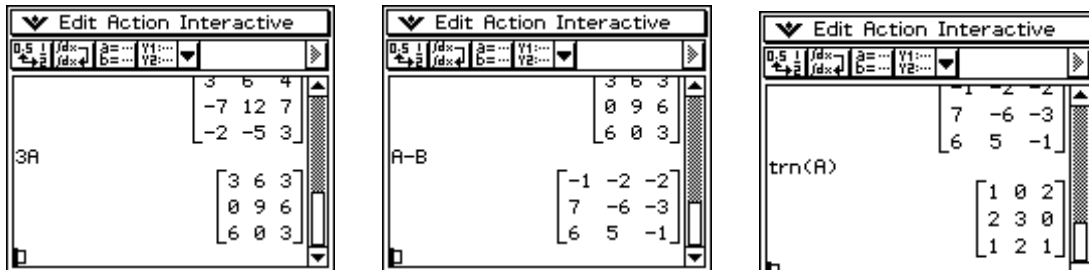 Edit Action Interactive
3 6 4
-7 12 7
-2 -5 3
3A
3 6 3
0 9 6
6 0 3
Edit Action Interactive
3 6 3
0 9 6
6 0 3
A-B
-1 -2 -2
7 -6 -3
6 5 -1
Edit Action Interactive
-1 -2 -2
7 -6 -3
6 5 -1
trn(A)
1 0 2
2 3 0
1 2 1